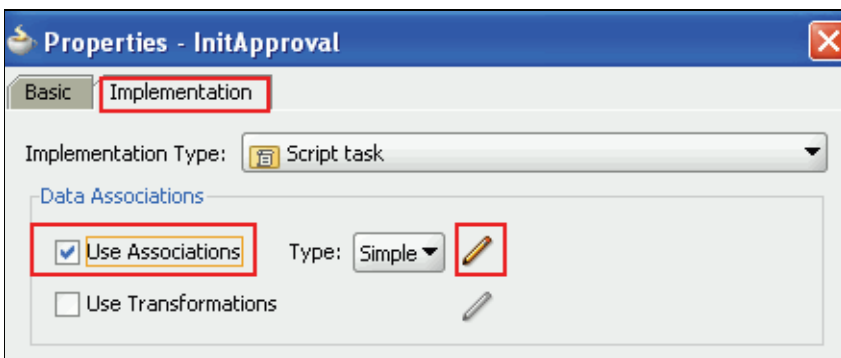 Properties - InitApproval
Basic Implementation
Implementation Type: Script task
Data Associations
Use Associations Type: Simple
Use Transformations